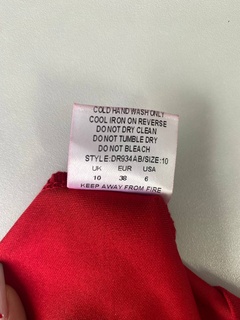 COLD HAND WASH ONLY
COOL IRON ON REVERSE
DO NOT DRY CLEAN
DO NOT TUMBLE DRY
DO NOT BLEACH
STYLE:DR934AB/SIZE:10
UK EUR USA
10 38 6
KEEP AWAY FROM FIRE